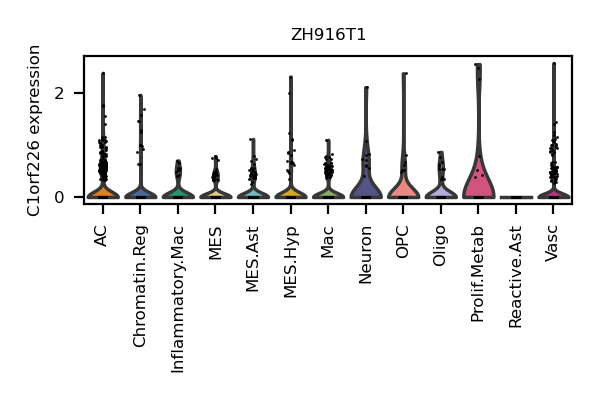 ZH916T1
C1orf226 expression
2
0
AC
Chromatin.Reg
Inflammatory.Mac
MES
MES.Ast
MES.Hyp
Mac
Neuron
OPC
Oligo
Prolif.Metab
Reactive.Ast
Vasc